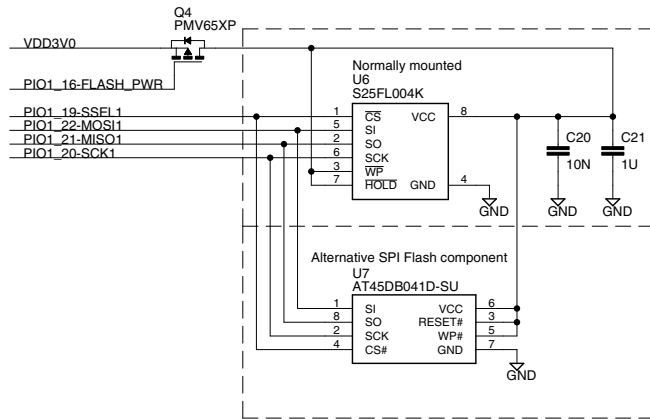 Q4
PMV65XP
VDD3V0
PIO1_16-FLASH_PWR
PIO1_19-SSEL1
PIO1_22-MOSI1
PIO1_21-MISO1
PIO1_20-SCK1
Normally mounted
U6
S25FL004K
1 CS VCC 8
5 SI
2 SO
6 SCK
3 WP
7 HOLD GND 4
GND
C20
10N
GND
C21
1U
GND
Alternative SPI Flash component
U7
AT45DB041D-SU
1 SI VCC 6
8 SO RESET# 3
2 SCK WP# 5
4 CS# GND 7
GND